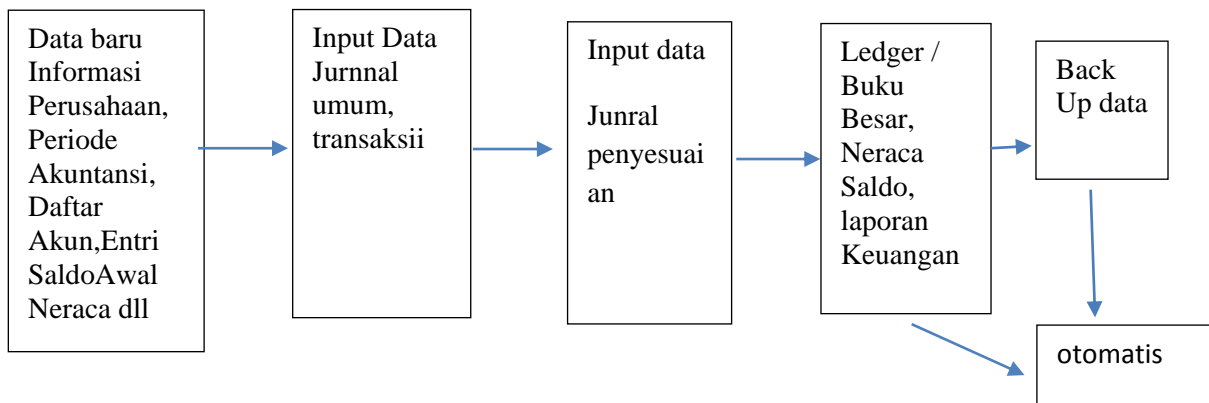 Data baru
Informasi
Perusahaan,
Periode
Akuntansi,
Daftar
Akun,Entri
SaldoAwal
Neraca dll
Input Data
Jurnnal
umum,
transaksii
Input data
Junral
penyesuai
an
Ledger /
Buku
Besar,
Neraca
Saldo,
laporan
Keuangan
Back
Up data
otomatis